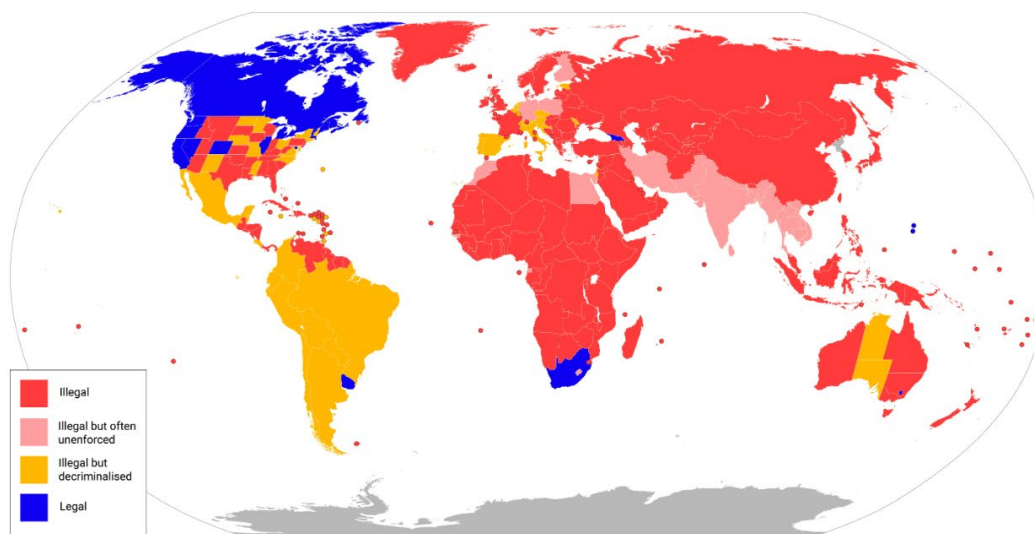 Illegal
Illegal but often
unenforced
Illegal but
decriminalised
Legal